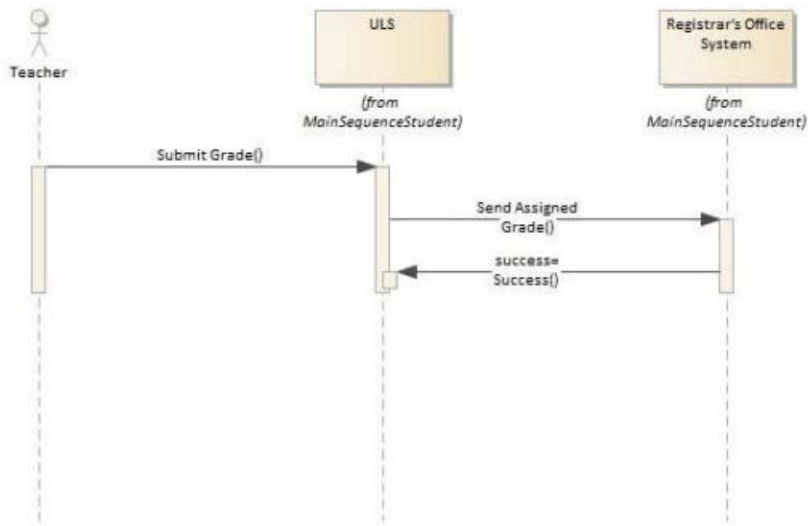 ULS
Registrar's Office
System
Teacher
(from
MainSequenceStudent)
(from
MainSequenceStudent)
Submit Grade()
Send Assigned
Grade()
success=
Success()